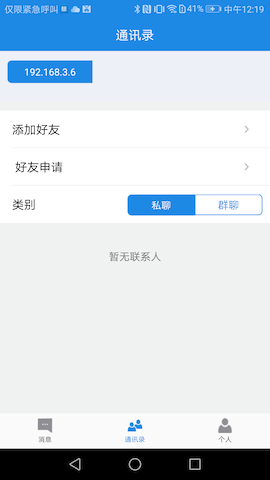 仅限紧急呼叫 41% 中午12:19
通讯录
192.168.3.6
添加好友
好友申请
类别 私聊 群聊
暂无联系人
消息 通讯录 个人